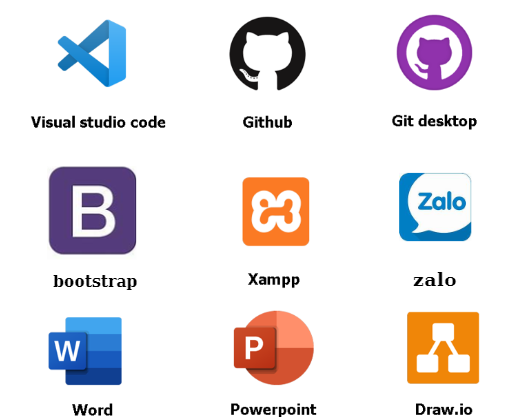 Visual studio code
Github
Git desktop
B
Zalo
bootstrap
Xampp
zalo
W
P
Word
Powerpoint
Draw.io